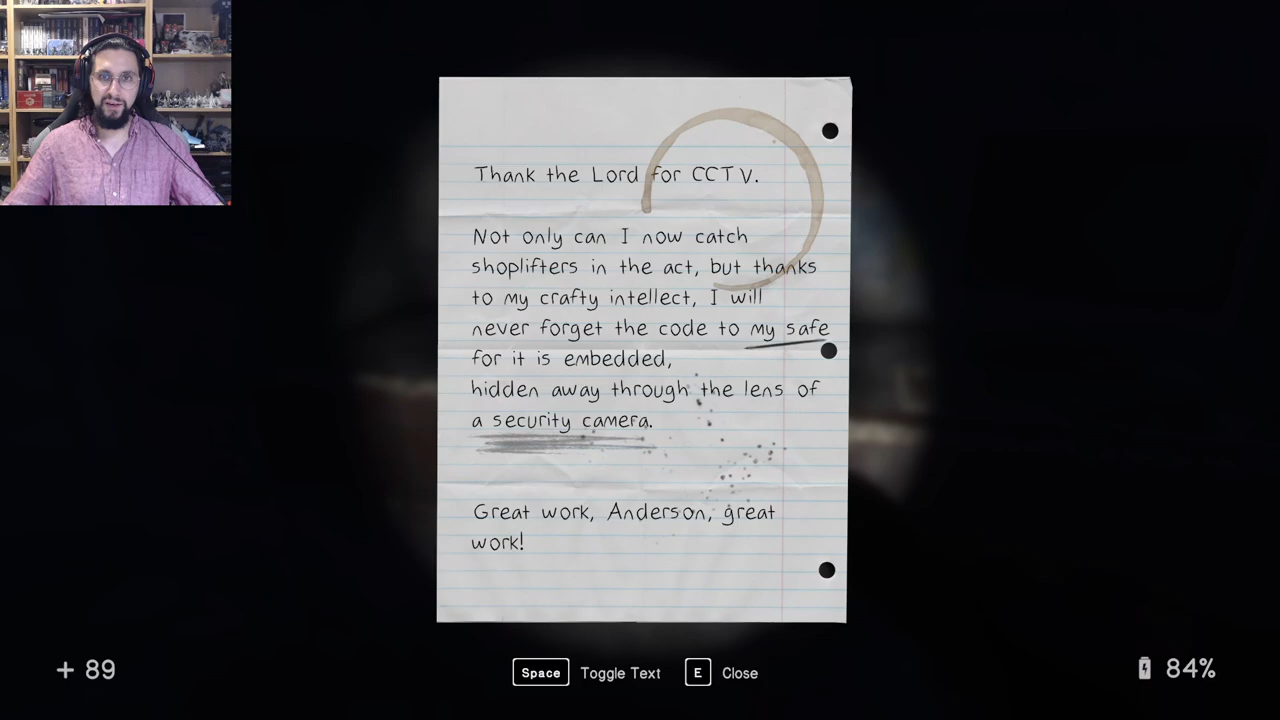 Thank the Lord for CCTV.
Not only can I now catch
shoplifters in the act, but thanks
to my crafty intellect, I will
never forget the code to my safe
for it is embedded,
hidden away through the lens of
a security camera.
Great work, Anderson, great
work!
+ 89
Space Toggle Text E Close
84%